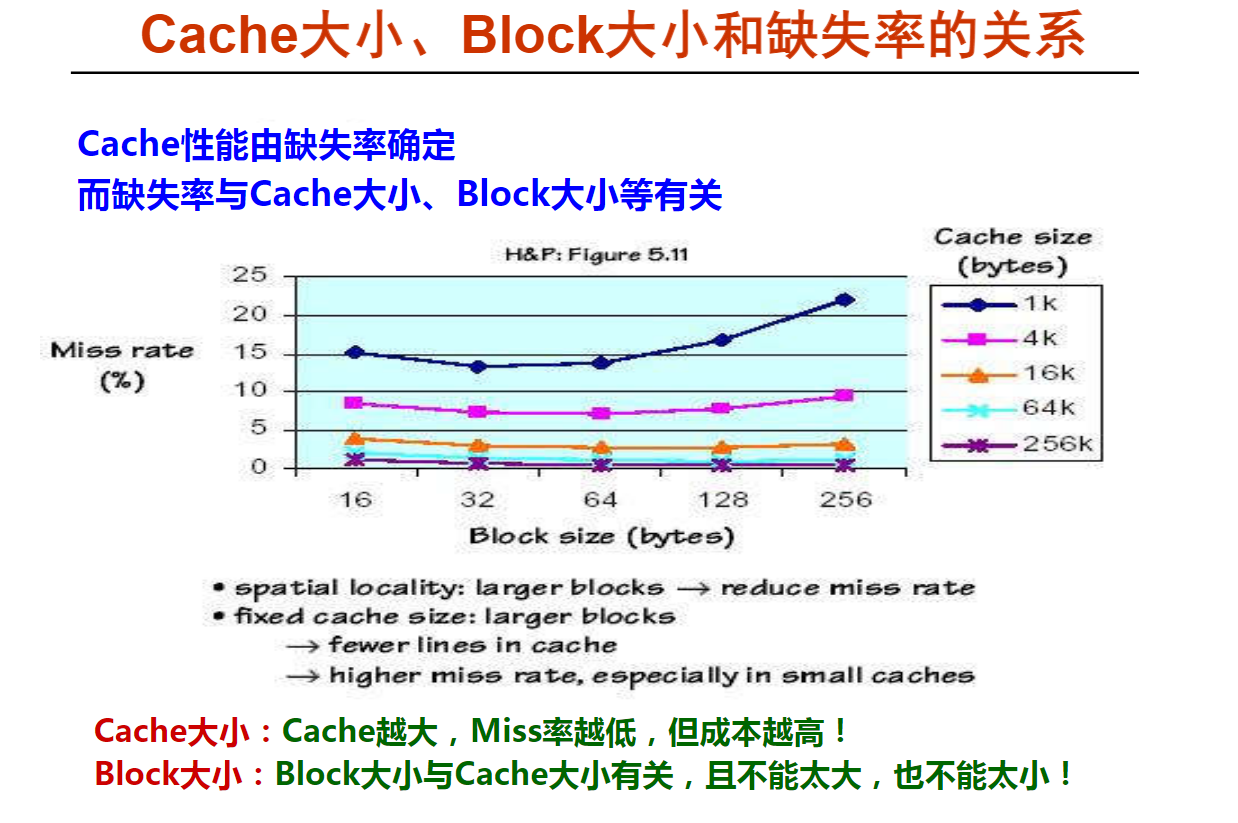 Cache大小、Block大小和缺失率的关系
Cache性能由缺失率确定
而缺失率与Cache大小、Block大小等有关
H&P: Figure 5.11
Cache size
(bytes)
25
20
15
10
5
0
Miss rate
(%)
1k
4k
16k
64k
256k
16 32 64 128 256
Block size (bytes)
• spatial locality: larger blocks → reduce miss rate
• fixed cache size: larger blocks
→ fewer lines in cache
→ higher miss rate, especially in small caches
Cache大小：Cache越大，Miss率越低，但成本越高！
Block大小：Block大小与Cache大小有关，且不能太大，也不能太小！